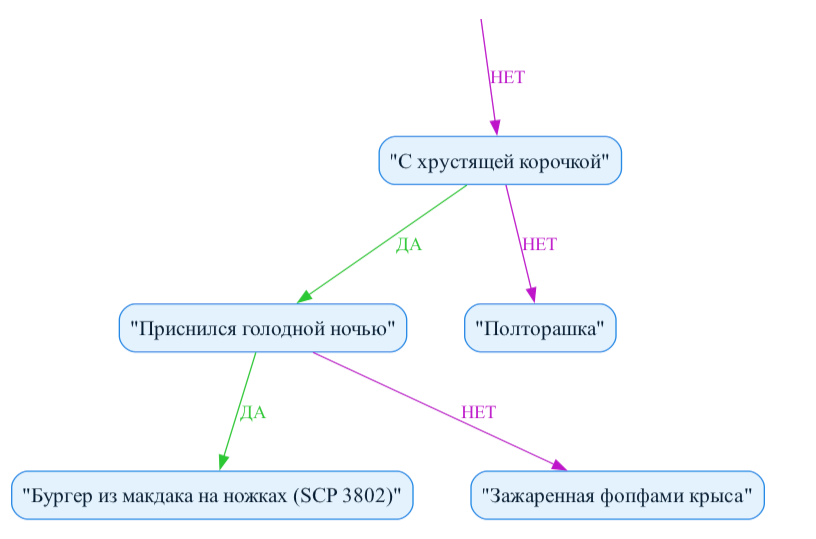 НЕТ
"С хрустящей корочкой"
ДА
НЕТ
"Приснился голодной ночью"
"Полторашка"
ДА
НЕТ
"Бургер из макдака на ножках (SCP 3802)"
"Зажаренная фопфами крыса"